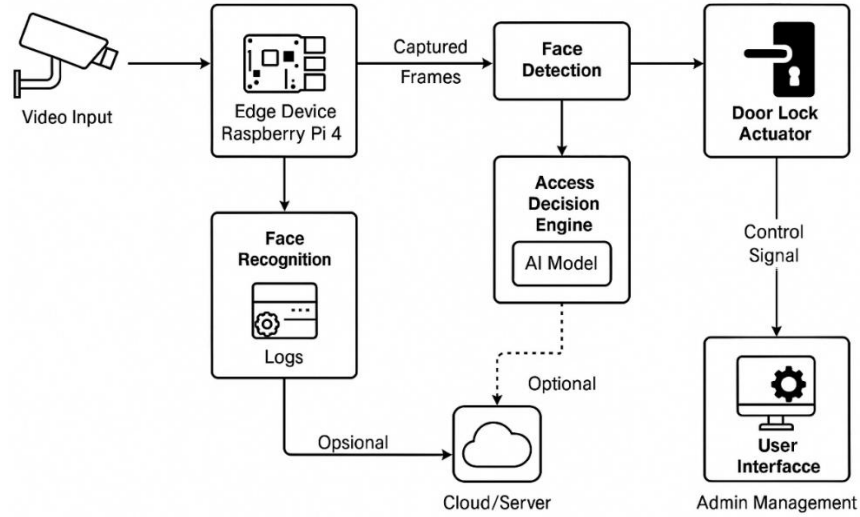 Video Input
Edge Device
Raspberry Pi 4
Captured
Frames
Face
Detection
Door Lock
Actuator
Face
Recognition
Logs
Access
Decision
Engine
AI Model
Control
Signal
Optional
Opsional
Cloud/Server
User
Interfacce
Admin Management